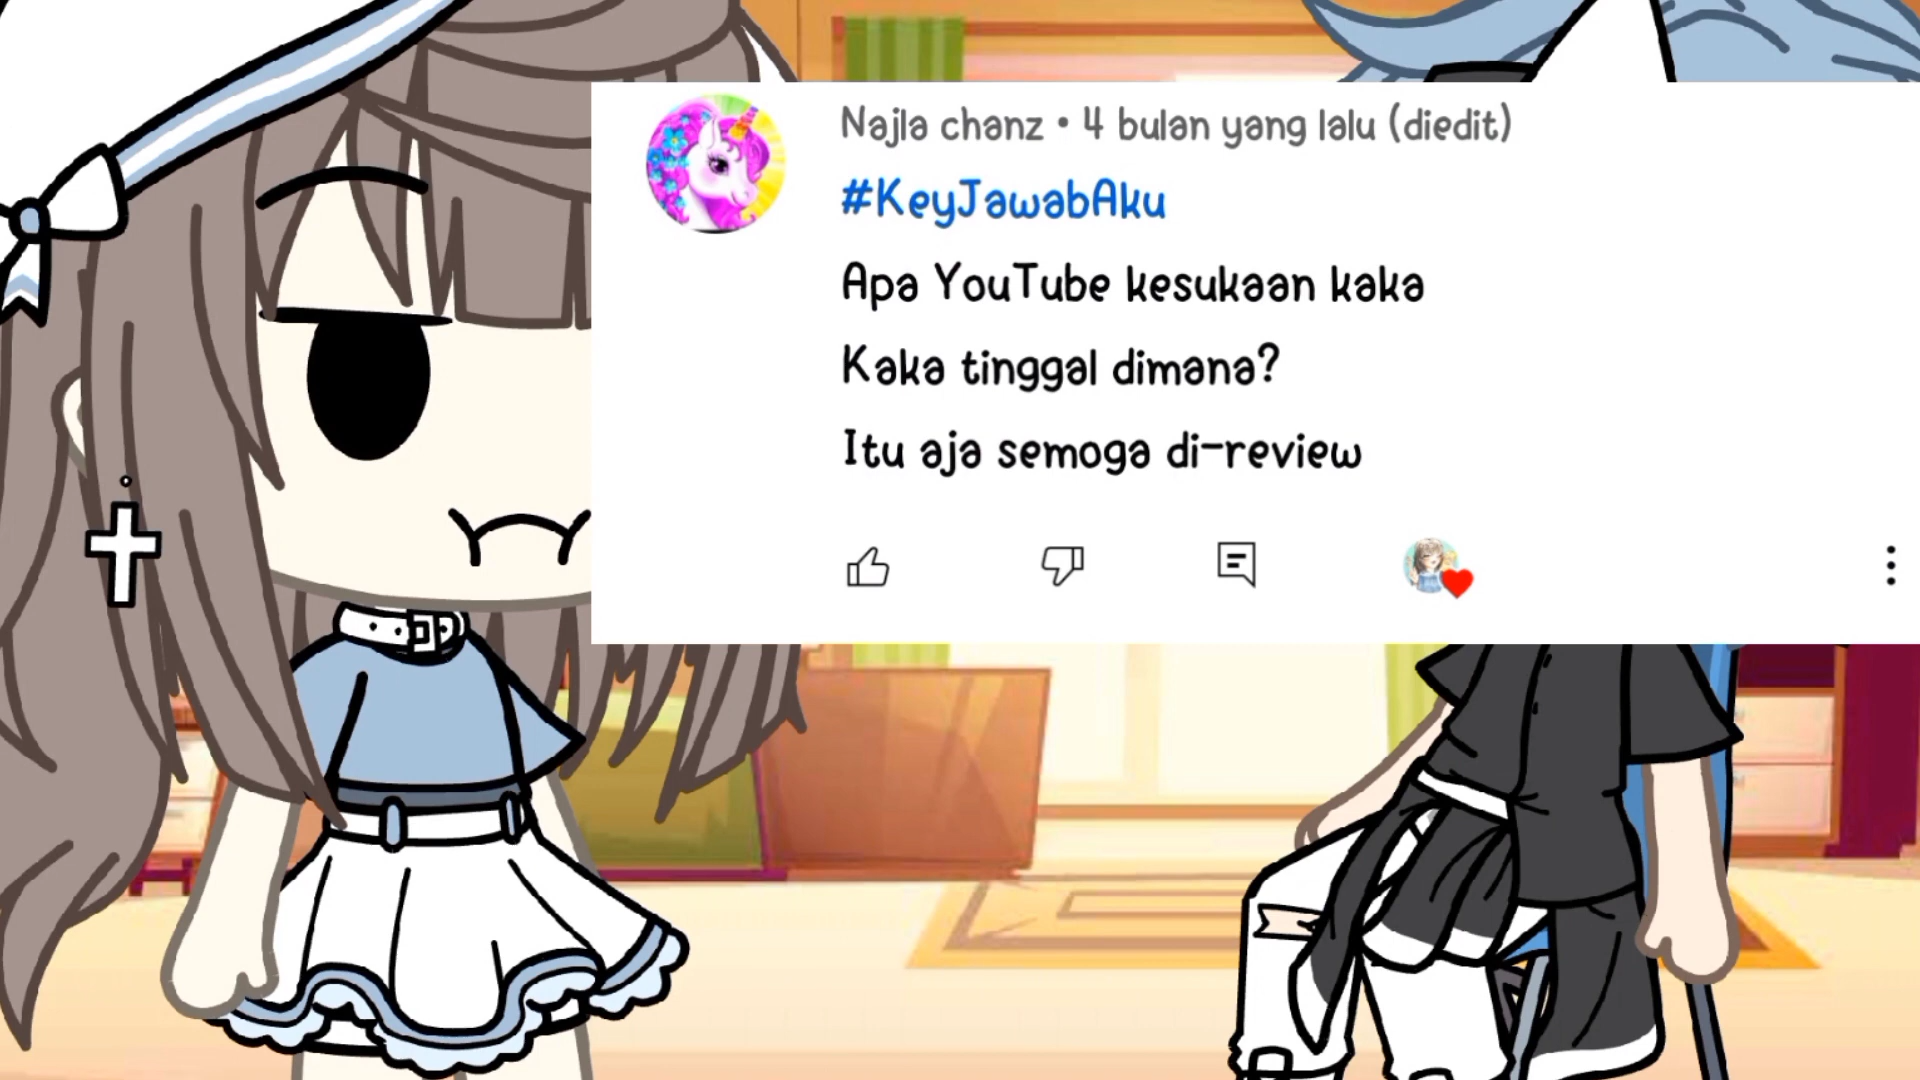 Najla chanz • 4 bulan yang lalu (diedit)
#KeyJawabAku
Apa YouTube kesukaan kaka
Kaka tinggal dimana?
Itu aja semoga di-review